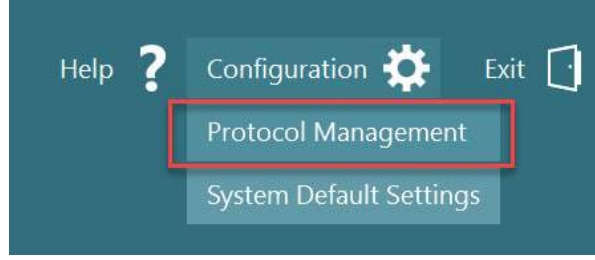 Help ? Configuration Exit
Protocol Management
System Default Settings